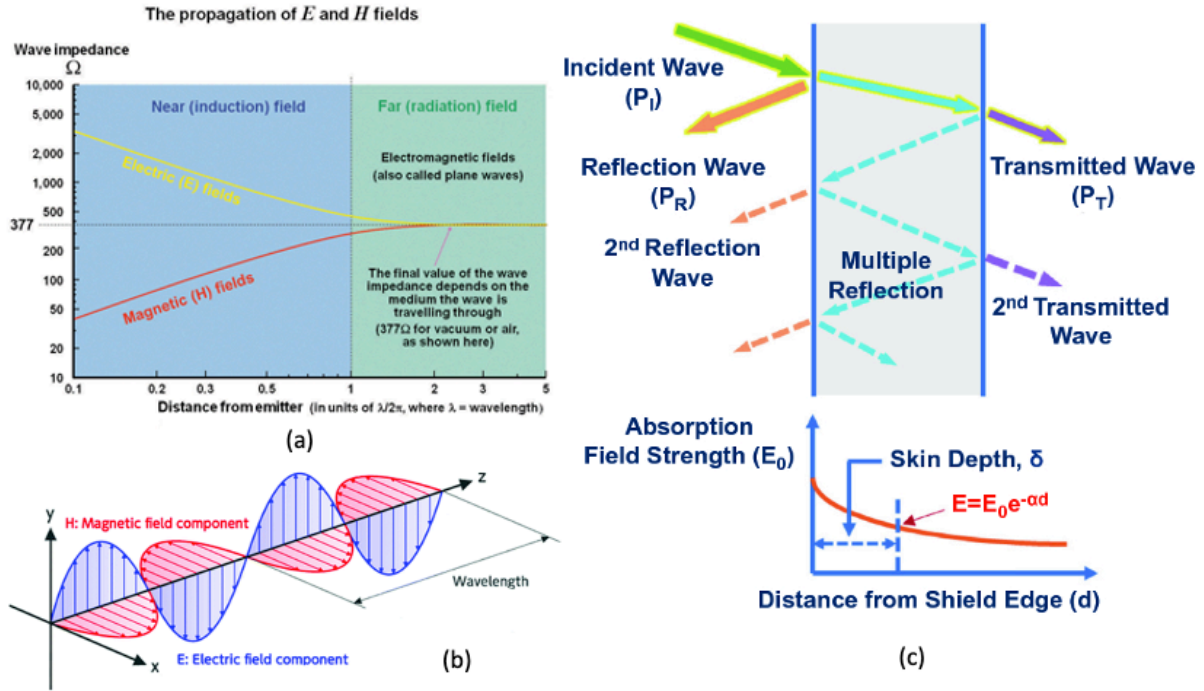 The propagation of E and H fields
Wave impedance
Ω
10,000
5,000
2,000
1,000
500
377
200
100
50
20
10
Near (induction) field
Far (radiation) field
Electric (E) fields
Magnetic (H) fields
Electromagnetic fields
(also called plane waves)
The final value of the wave
impedance depends on the
medium the wave is
travelling through
(377Ω for vacuum or air,
as shown here)
0.1
0.2
0.3
0.5
1
2
3
5
Distance from emitter (in units of λ/2π, where λ = wavelength)
(a)
y
z
x
H: Magnetic field component
Wavelength
E: Electric field component
(b)
Incident Wave
(P_I)
Reflection Wave
(P_R)
2nd Reflection
Wave
Multiple
Reflection
Transmitted Wave
(P_T)
2nd Transmitted
Wave
Absorption
Field Strength (E₀)
Skin Depth, δ
E=E₀e^-αd
Distance from Shield Edge (d)
(c)